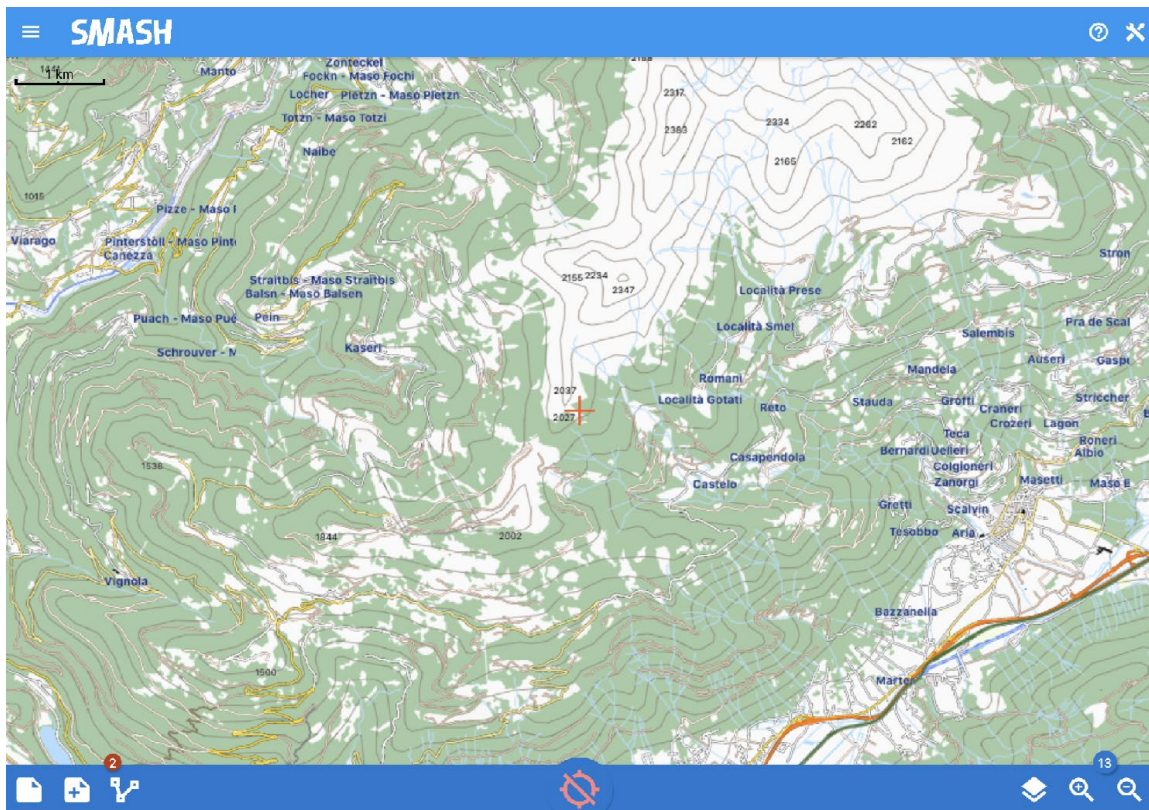 SMASH
1 km
Zonteckel
Manto
Fockn - Maso Fochi
Locher
Pletzn - Maso Pletzn
Totzn - Maso Totzi
Naibe
2317
2334
2383
2262
2162
2165
1015
Pizze - Maso
Viarago
Pinterstoll - Maso Pint
Canezza
Straitbis - Maso Straitbis
Balsn - Maso Balsen
Puach - Maso Pue
Pein
Schrouver - M
Kaserl
2155
2234
2347
Stron
Località Prese
Località Smel
Salembis
Pra de Scal
Auseri
Gaspe
Mandela
Romani
Località Gotati
Reto
Stauda
Groffi
Craneri
Crozeri
Lagon
Striccher
2037
2027
Teca
Roneri
Albio
Bernardi
Uelleri
Casapendola
Colgioneri
Zanorgi
Castelo
Masetti
Maso
1538
Gretti
Scalvin
Tesobbo
Aria
1844
2002
Vignola
Bazzanella
1500
Marter
2
13